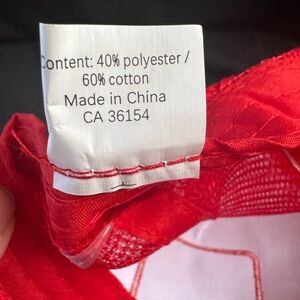 Content: 40% polyester /
60% cotton
Made in China
CA 36154